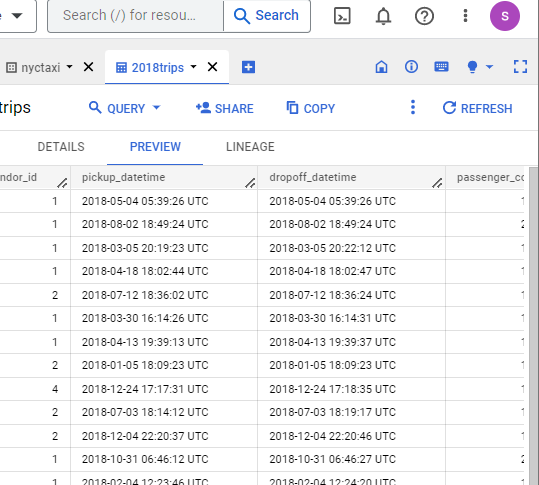 Search (/) for resou... Search S
nyctaxi 2018trips
trips QUERY SHARE COPY REFRESH
DETAILS PREVIEW LINEAGE
ndor_id pickup_datetime dropoff_datetime passenger_co
1 2018-05-04 05:39:26 UTC 2018-05-04 05:39:26 UTC 1
1 2018-08-02 18:49:24 UTC 2018-08-02 18:49:24 UTC 2
1 2018-03-05 20:19:23 UTC 2018-03-05 20:22:12 UTC 1
1 2018-04-18 18:02:44 UTC 2018-04-18 18:02:47 UTC 1
2 2018-07-12 18:36:02 UTC 2018-07-12 18:36:24 UTC 1
1 2018-03-30 16:14:26 UTC 2018-03-30 16:14:31 UTC 1
1 2018-04-13 19:39:13 UTC 2018-04-13 19:39:37 UTC 1
2 2018-01-05 18:09:23 UTC 2018-01-05 18:09:23 UTC 1
4 2018-12-24 17:17:31 UTC 2018-12-24 17:18:35 UTC 1
2 2018-07-03 18:14:12 UTC 2018-07-03 18:19:17 UTC 1
2 2018-12-04 22:20:37 UTC 2018-12-04 22:20:46 UTC 1
1 2018-10-31 06:46:12 UTC 2018-10-31 06:46:27 UTC 2
1 2018-02-04 12:23:46 UTC 2018-02-04 12:24:20 UTC 1